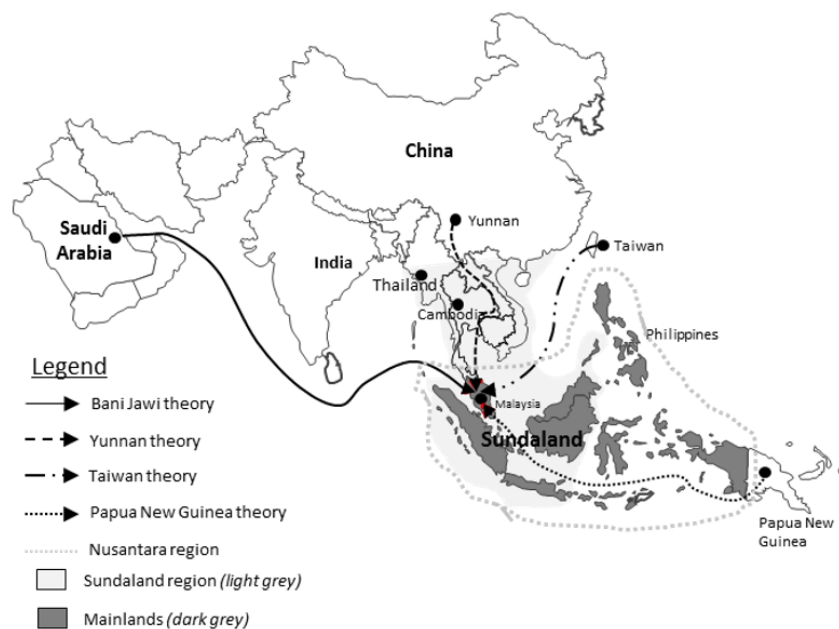 China
Yunnan
Saudi
Arabia
Taiwan
India
Thailand
Cambodia
Philippines
Legend
Bani Jawi theory
Malaysia
Yunnan theory
Sundaland
Taiwan theory
Papua New Guinea theory
Papua New
Guinea
Nusantara region
Sundaland region (light grey)
Mainlands (dark grey)